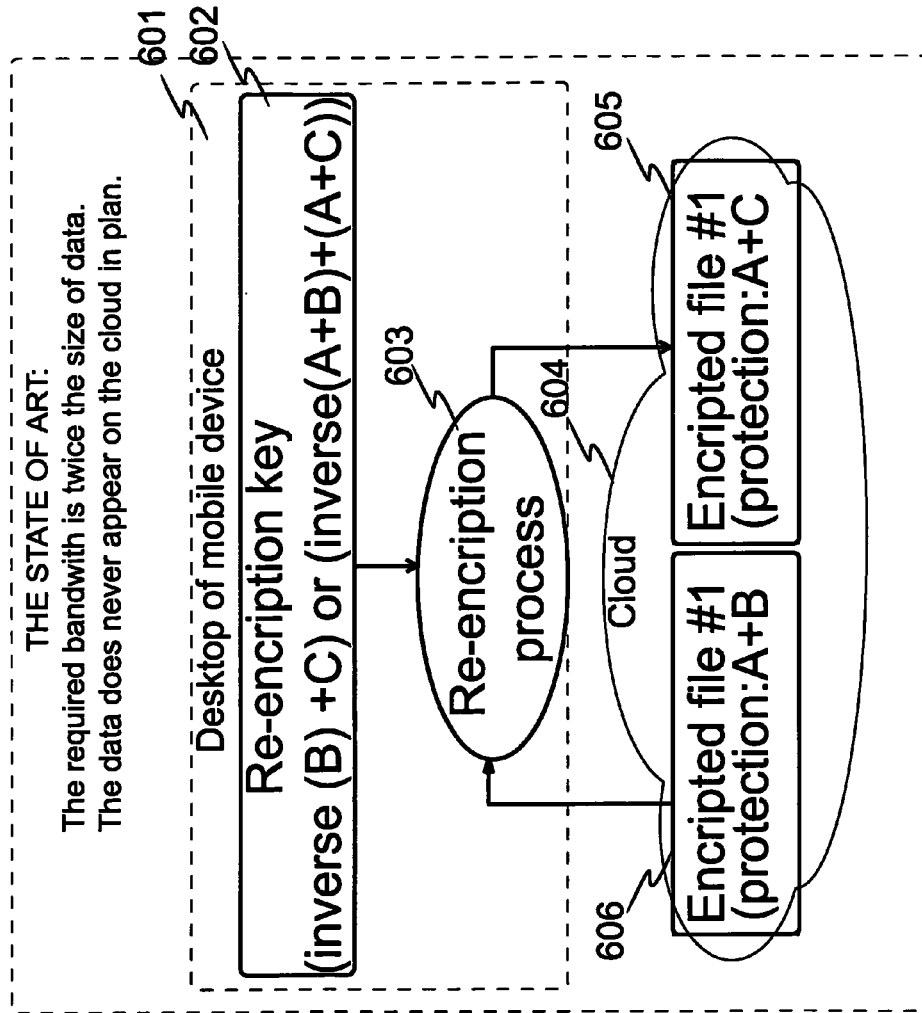 THE STATE OF ART:
The required bandwith is twice the size of data.
The data does never appear on the cloud in plan.
601
Desktop of mobile device
602
Re-encription key
(inverse (B) +C) or (inverse(A+B)+(A+C))
603
Re-encription
process
604
Cloud
606
Encripted file #1
(protection:A+B
605
Encripted file #1
(protection:A+C